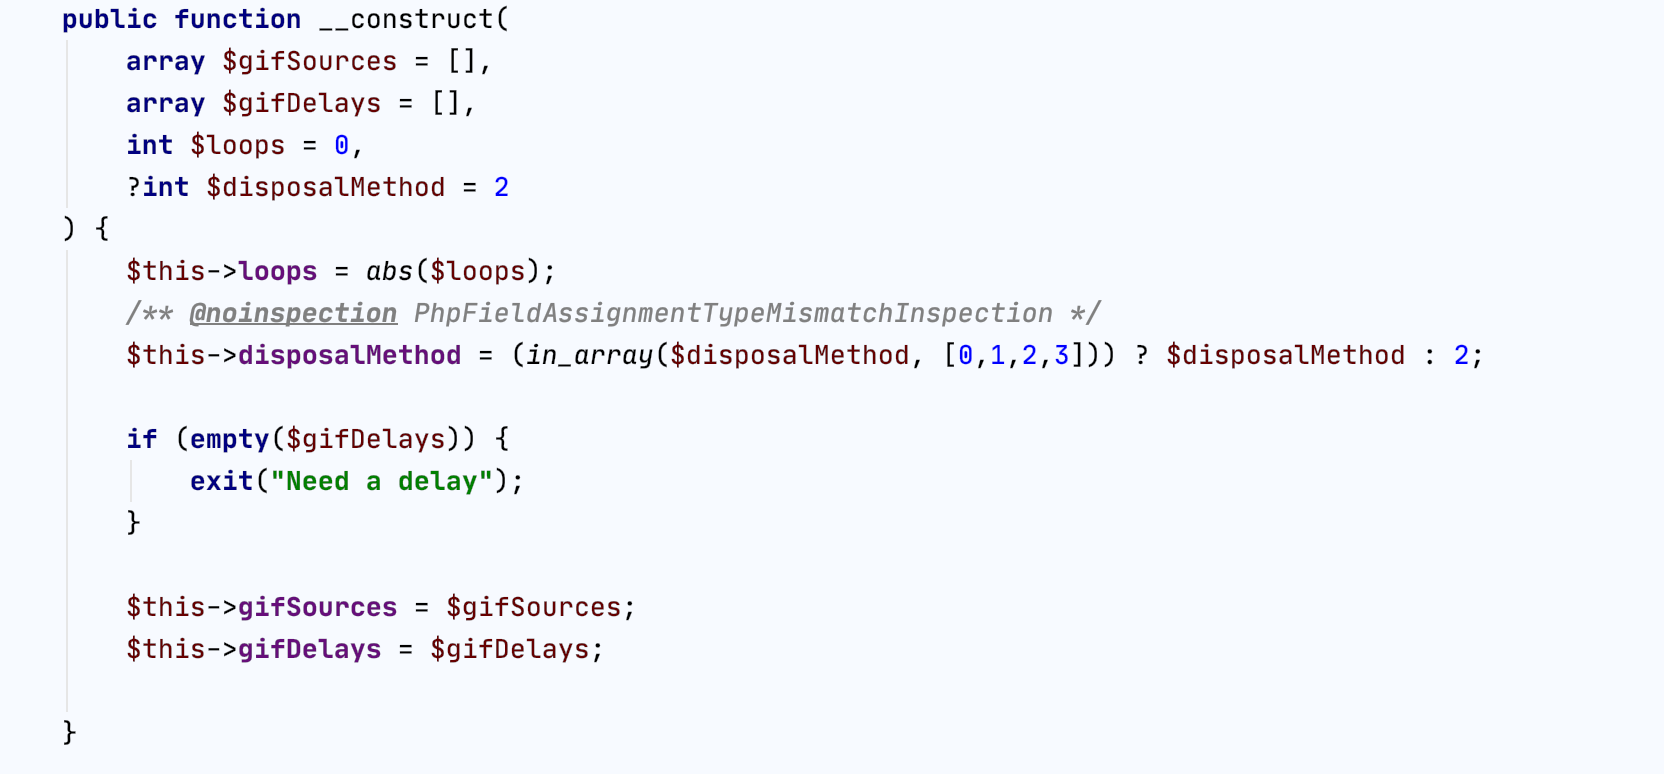 public function __construct(
    array $gifSources = [],
    array $gifDelays = [],
    int $loops = 0,
    ?int $disposalMethod = 2
) {
    $this->loops = abs($loops);
    /** @noinspection PhpFieldAssignmentTypeMismatchInspection */
    $this->disposalMethod = (in_array($disposalMethod, [0,1,2,3])) ? $disposalMethod : 2;
    if (empty($gifDelays)) {
        exit("Need a delay");
    }
    $this->gifSources = $gifSources;
    $this->gifDelays = $gifDelays;
}